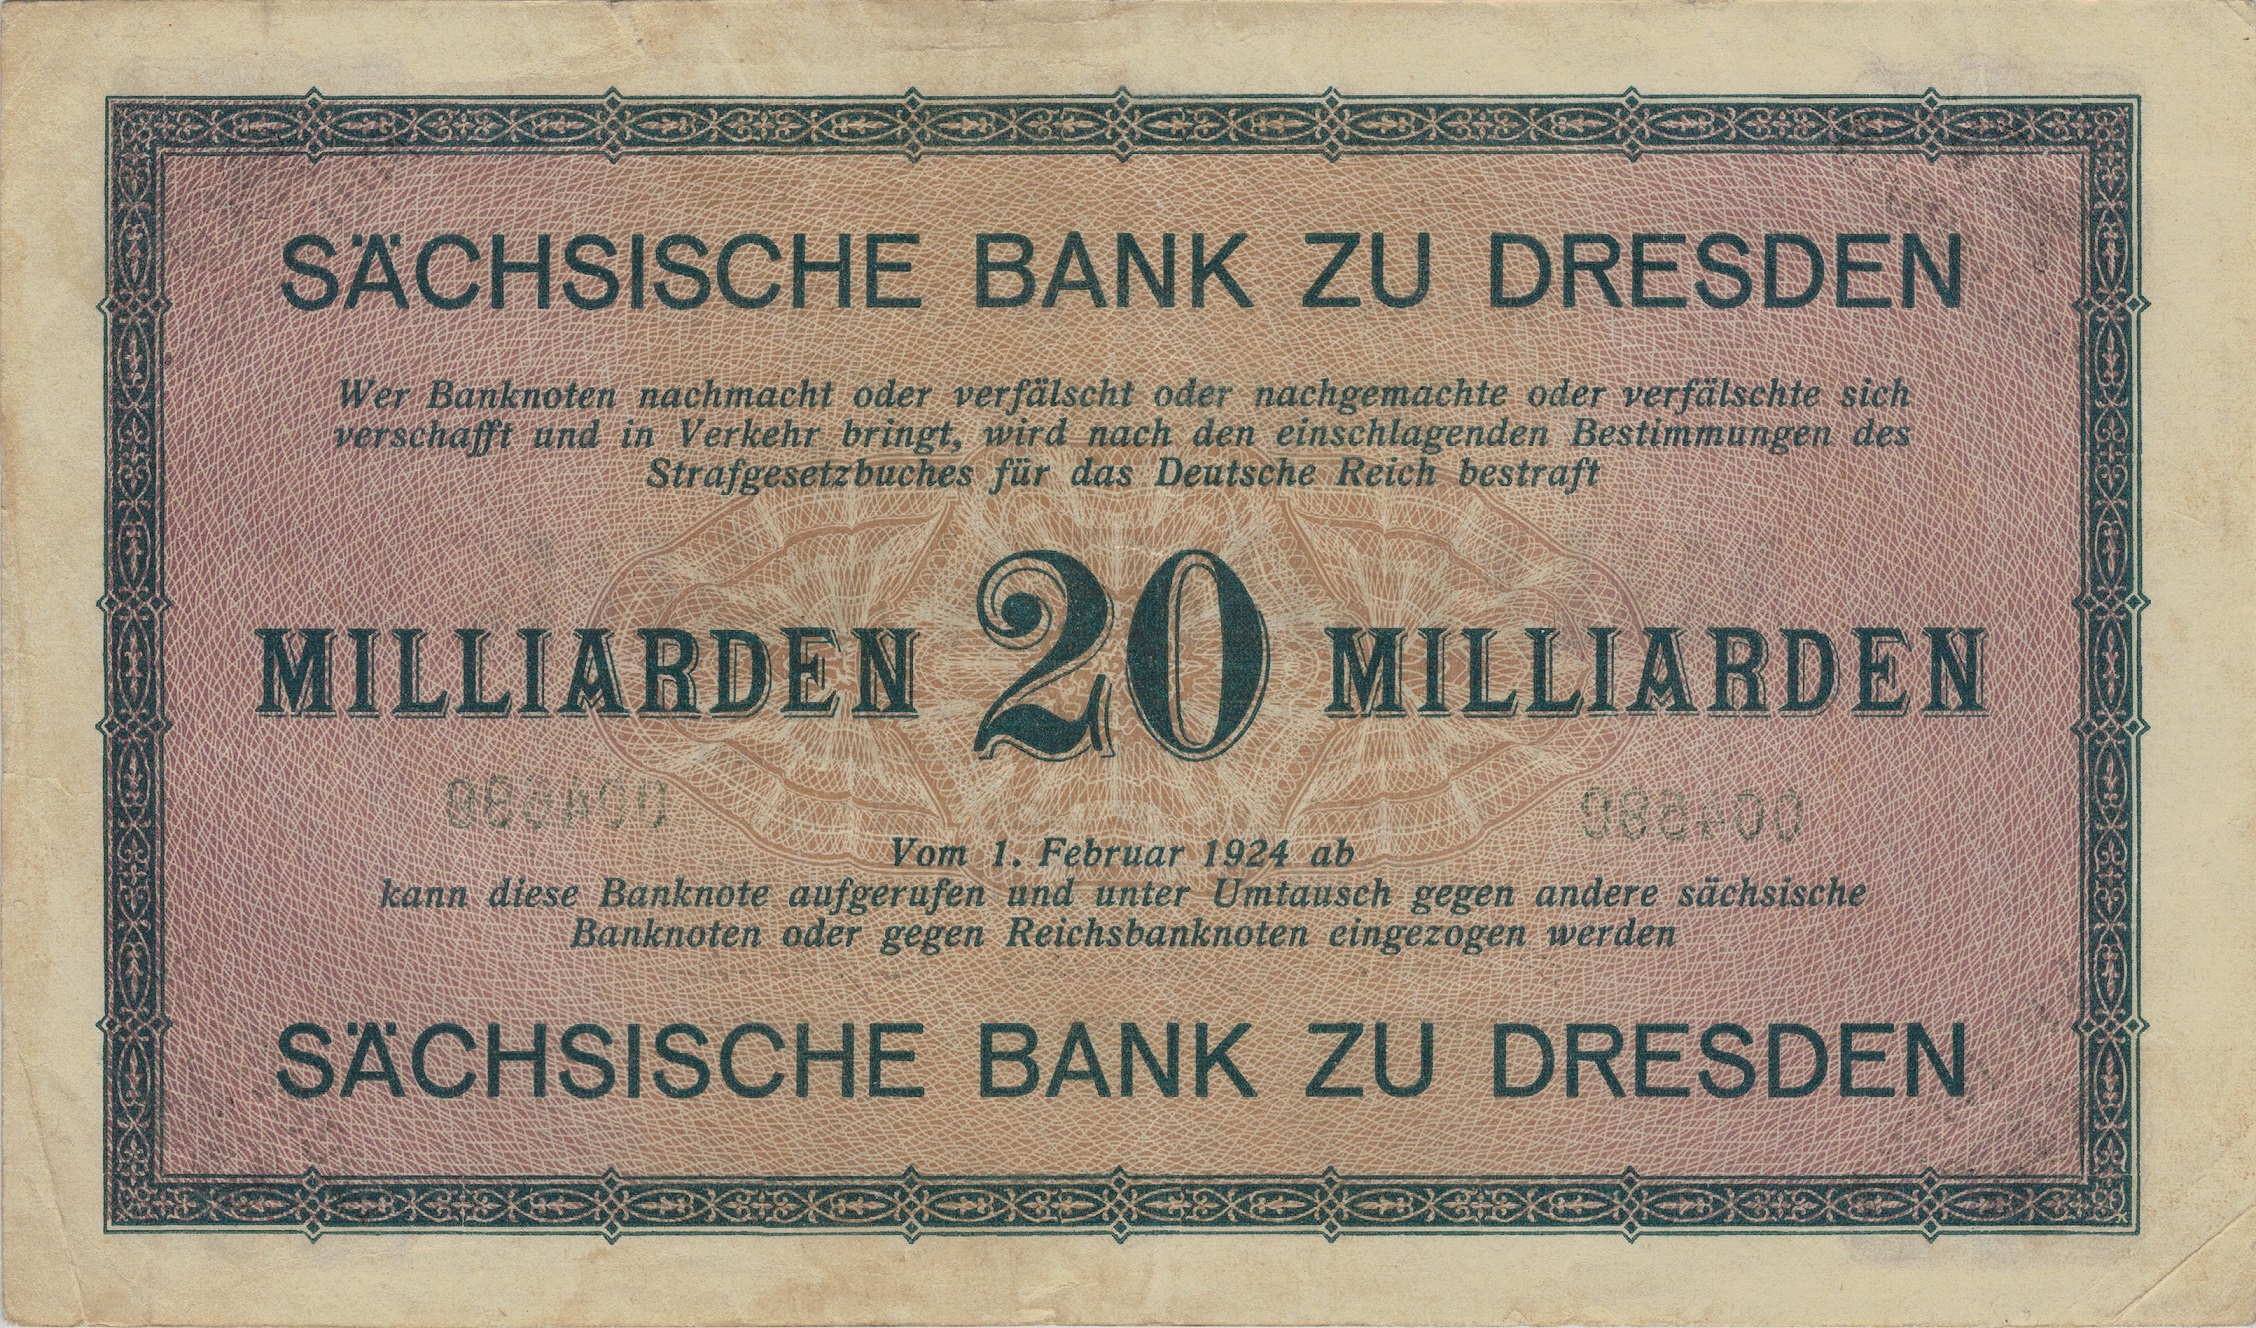 SÄCHSISCHE BANK ZU DRESDEN
Wer Banknoten nachmacht oder verfälscht oder nachgemachte oder verfälschte sich
verschafft und in Verkehr bringt, wird nach den einschlagenden Bestimmungen des
Strafgesetzbuches für das Deutsche Reich bestraft
MILLIARDEN 20 MILLIARDEN
Vom 1. Februar 1924 ab
kann diese Banknote aufgerufen und unter Umtausch gegen andere sächsische
Banknoten oder gegen Reichsbanknoten eingezogen werden
SÄCHSISCHE BANK ZU DRESDEN